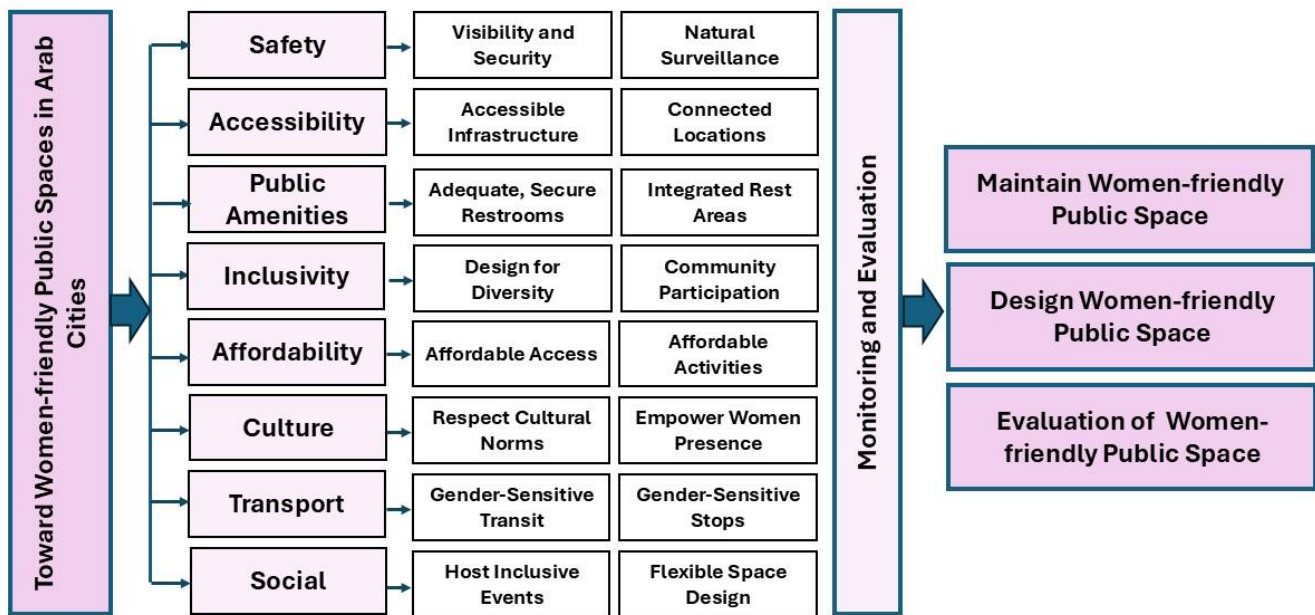 Toward Women-friendly Public Spaces in Arab
Cities
Safety
Visibility and
Security
Natural
Surveillance
Accessibility
Accessible
Infrastructure
Connected
Locations
Public
Amenities
Adequate, Secure
Restrooms
Integrated Rest
Areas
Inclusivity
Design for
Diversity
Community
Participation
Affordability
Affordable Access
Affordable
Activities
Culture
Respect Cultural
Norms
Empower Women
Presence
Transport
Gender-Sensitive
Transit
Gender-Sensitive
Stops
Social
Host Inclusive
Events
Flexible Space
Design
Monitoring and Evaluation
Maintain Women-friendly
Public Space
Design Women-friendly
Public Space
Evaluation of Women-
friendly Public Space